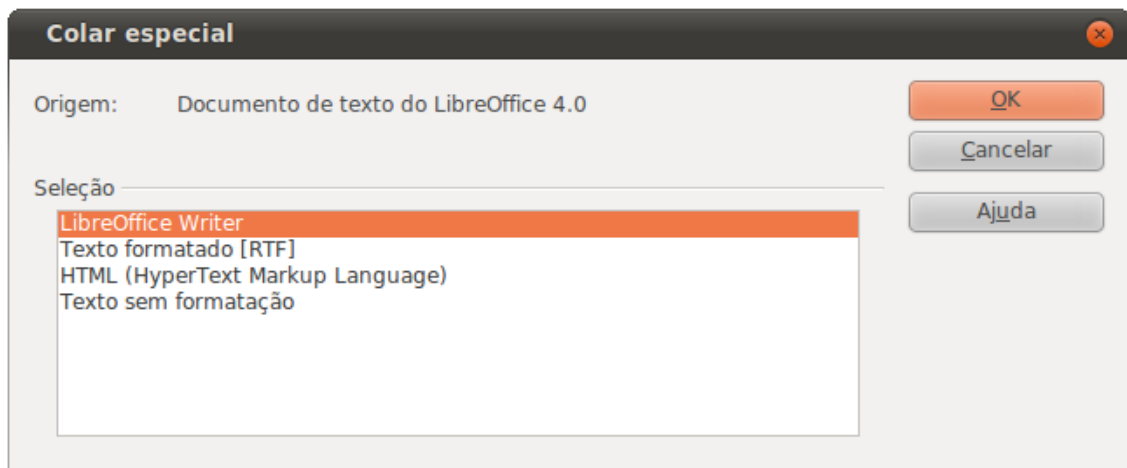 Colar especial
Origem: Documento de texto do LibreOffice 4.0
OK
Cancelar
Ajuda
Seleção
LibreOffice Writer
Texto formatado [RTF]
HTML (HyperText Markup Language)
Texto sem formatação